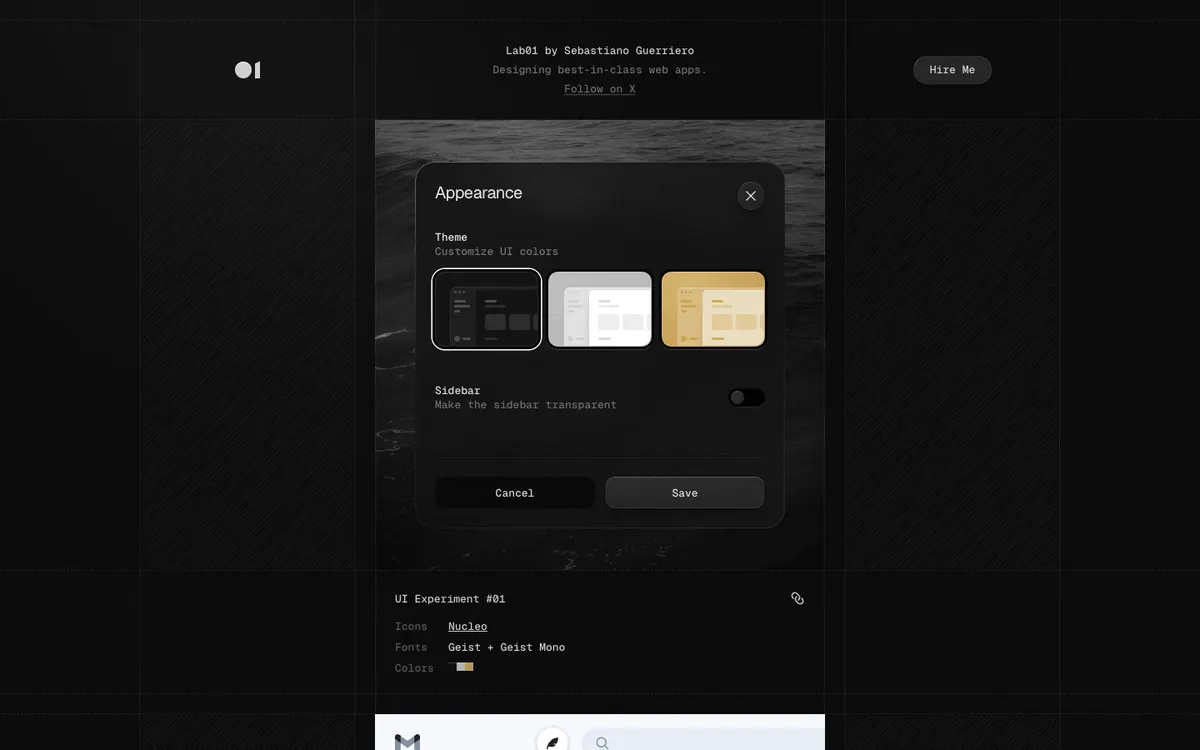 01
Lab01 by Sebastiano Guerriero
Designing best-in-class web apps.
Follow on X
Hire Me
Appearance
Theme
Customize UI colors
Sidebar
Make the sidebar transparent
Cancel
Save
UI Experiment #01
Icons Nucleo
Fonts Geist + Geist Mono
Colors